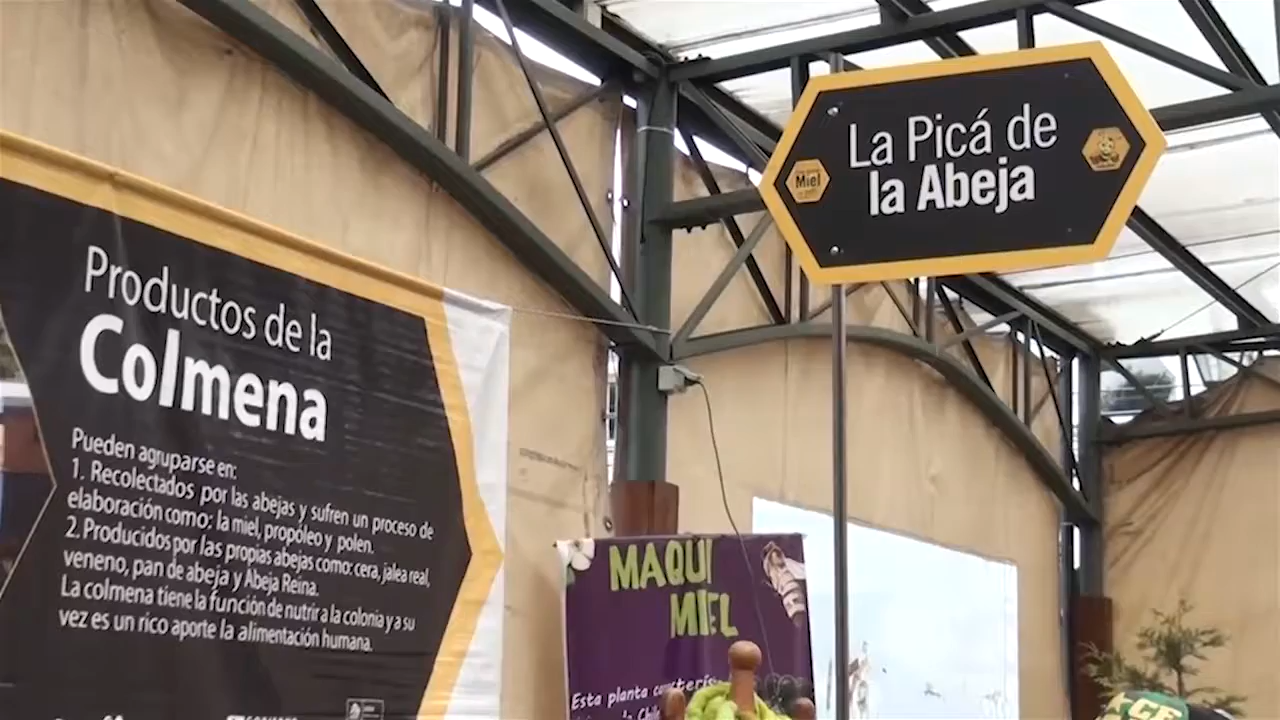 La Picá de
la Abeja
Miel
Productos de la
Colmena
Pueden agruparse en:
1. Recolectados por las abejas y sufren un proceso de
elaboración como: la miel, propóleo y polen.
2. Producidos por las propias abejas como: cera, jalea real,
veneno, pan de abeja y Abeja Reina.
La colmena tiene la función de nutrir a la colonia y a su
vez es un rico aporte la alimentación humana.
MAQUI
MIEL
Esta planta